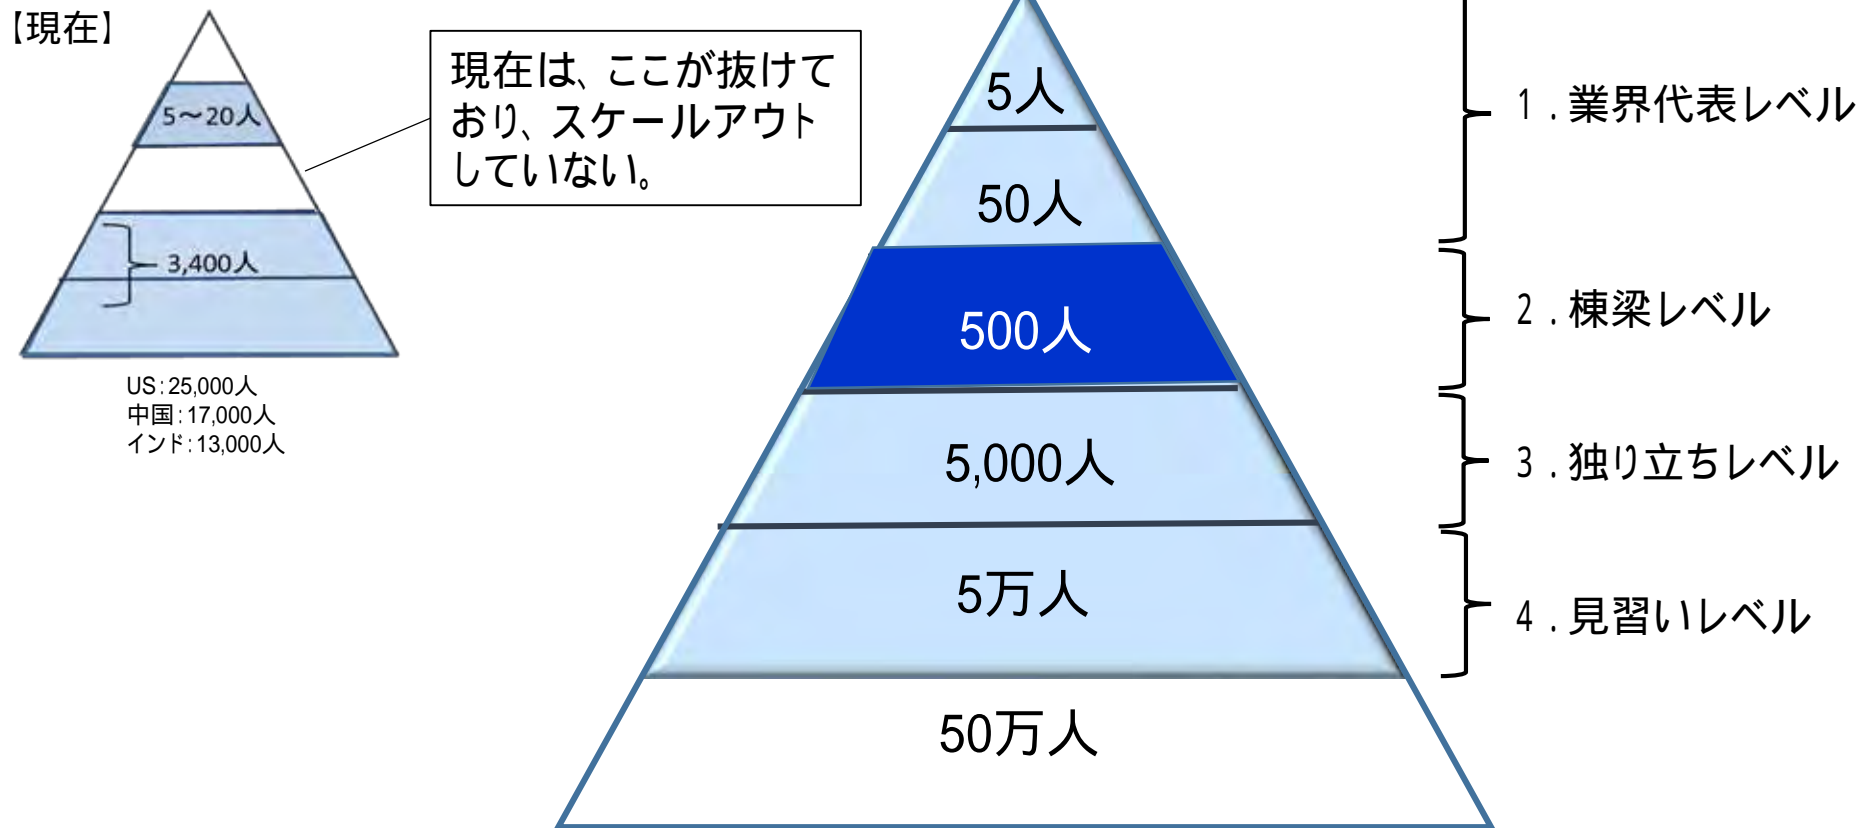 【現在】
5～20人
3,400人
US：25,000人
中国：17,000人
インド：13,000人
現在は、ここが抜けて
おり、スケールアウト
していない。
5人
50人
500人
5,000人
5万人
50万人
1．業界代表レベル
2．棟梁レベル
3．独り立ちレベル
4．見習いレベル